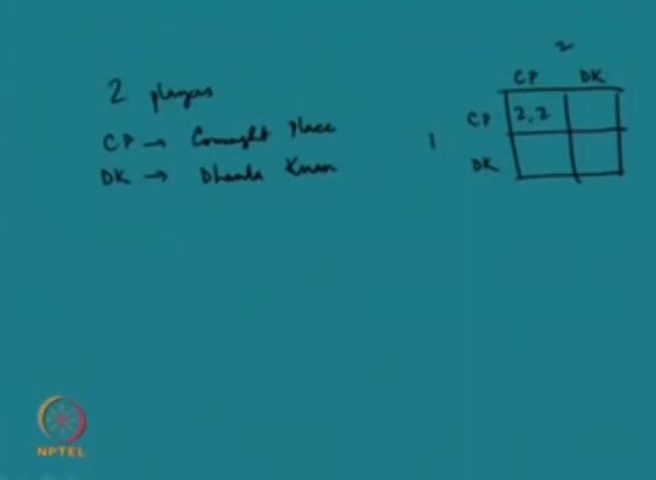 2 players
CP → Connaught Place
DK → Dhaula Kuan
2
CP DK
1 CP 2,2
DK
NPTEL